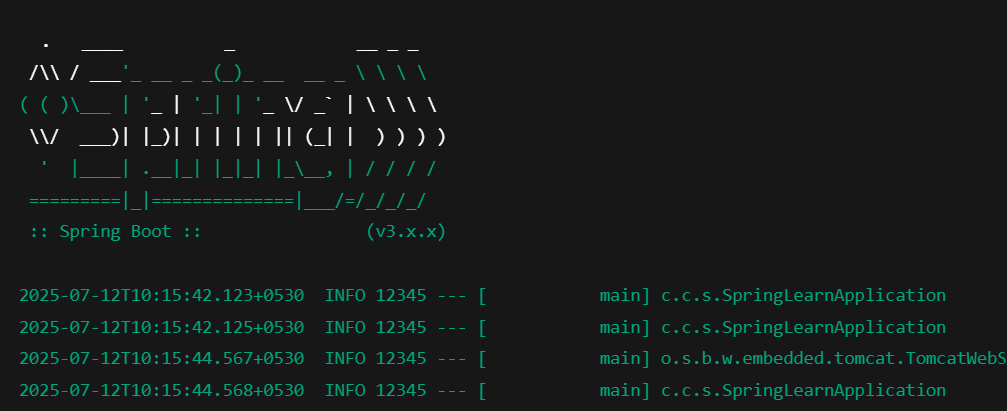 .   ____          _            __ _ _
 /\\ / ___'_ __ _ _(_)_ __  __ _ \ \ \ \
( ( )\___ | '_ | '_| | '_ \/ _` | \ \ \ \
 \\/  ___)| |_)| | | | | || (_| |  ) ) ) )
  '  |____| .__|_| |_|_| |_\__, | / / / /
 =========|_|==============|___/=/_/_/_/
 :: Spring Boot ::                (v3.x.x)
2025-07-12T10:15:42.123+0530  INFO 12345 --- [           main] c.c.s.SpringLearnApplication
2025-07-12T10:15:42.125+0530  INFO 12345 --- [           main] c.c.s.SpringLearnApplication
2025-07-12T10:15:44.567+0530  INFO 12345 --- [           main] o.s.b.w.embedded.tomcat.TomcatWebS
2025-07-12T10:15:44.568+0530  INFO 12345 --- [           main] c.c.s.SpringLearnApplication